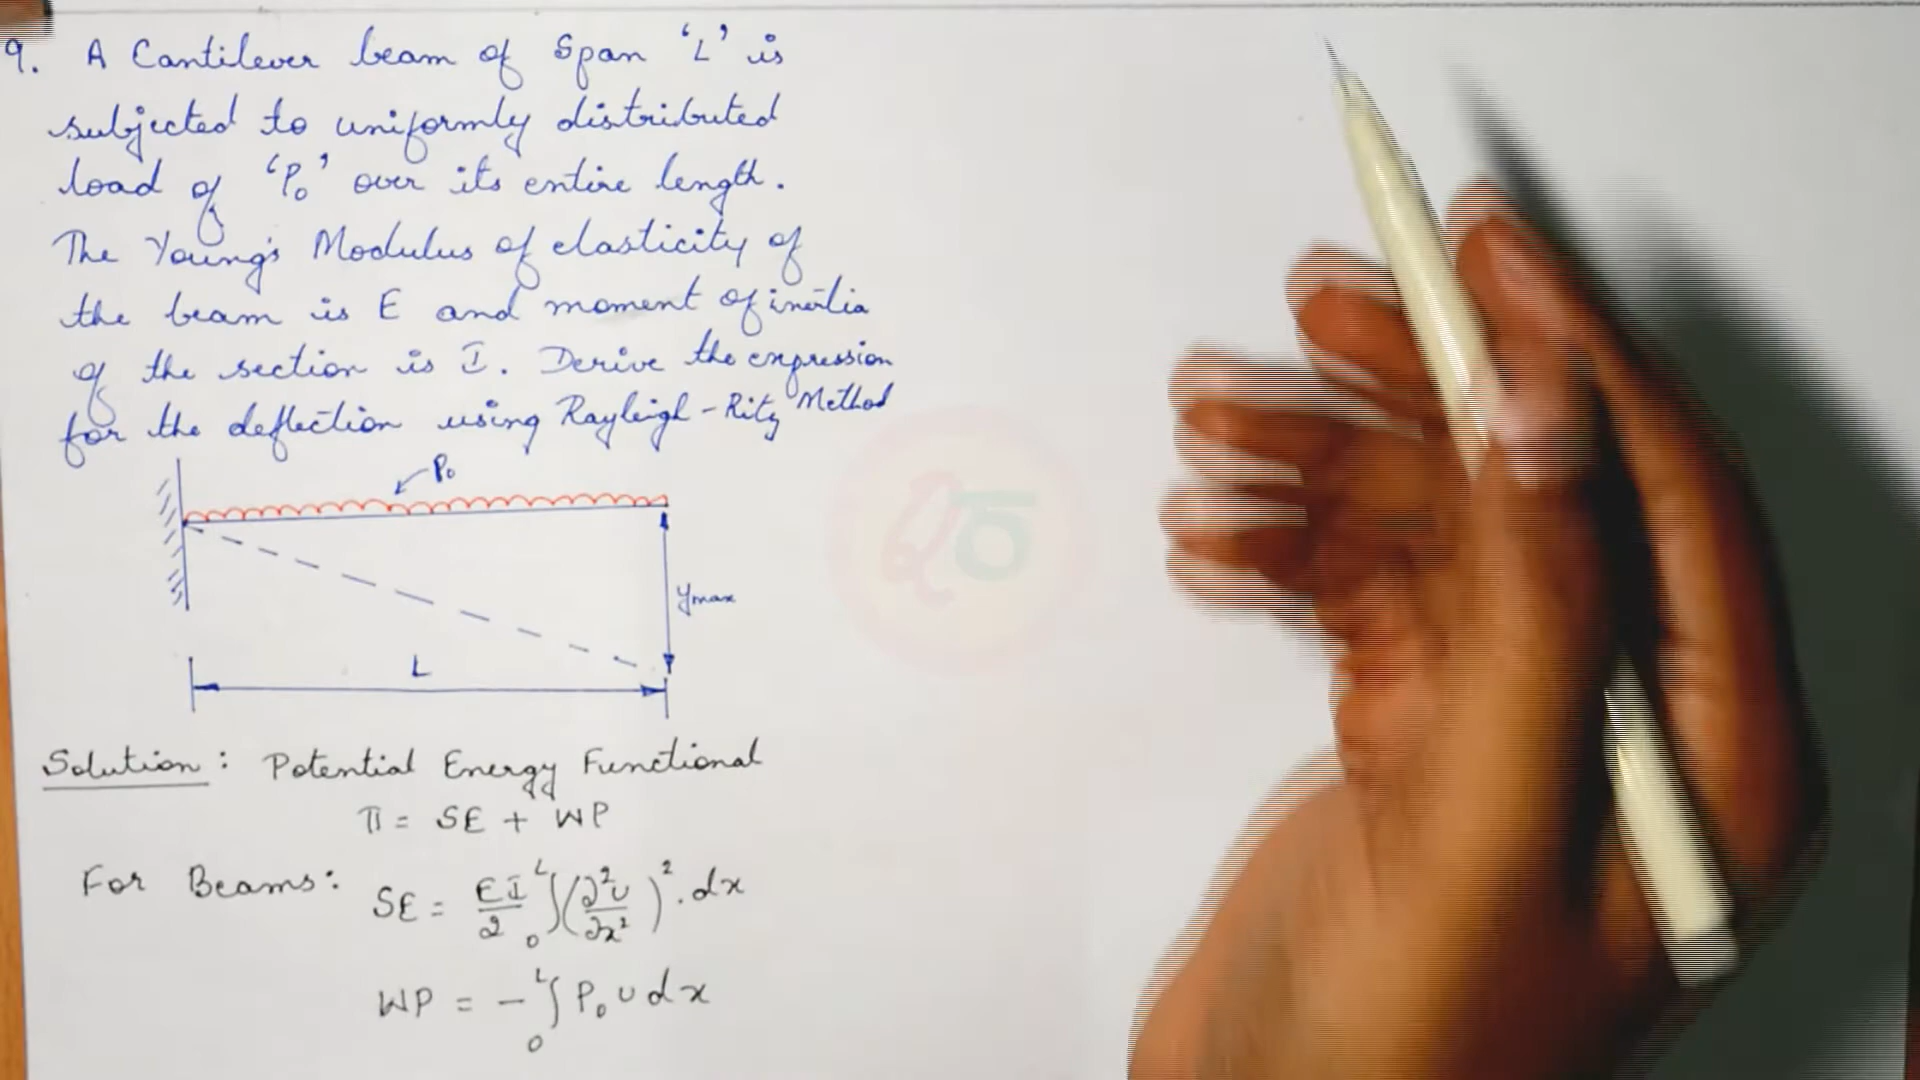 9. A Cantilever beam of Span 'L' is
subjected to uniformly distributed
load of 'P₀' over its entire length.
The Young's Modulus of elasticity of
the beam is E and moment of inertia
of the section is I. Derive the expression
for the deflection using Rayleigh-Ritz Method
P₀
ymax
L
Solution: Potential Energy Functional
π = SE + WP
For Beams: SE = EI/2 ₀∫ᴸ (∂²υ/∂x²)² . dx
WP = - ₀∫ᴸ P₀ υ dx